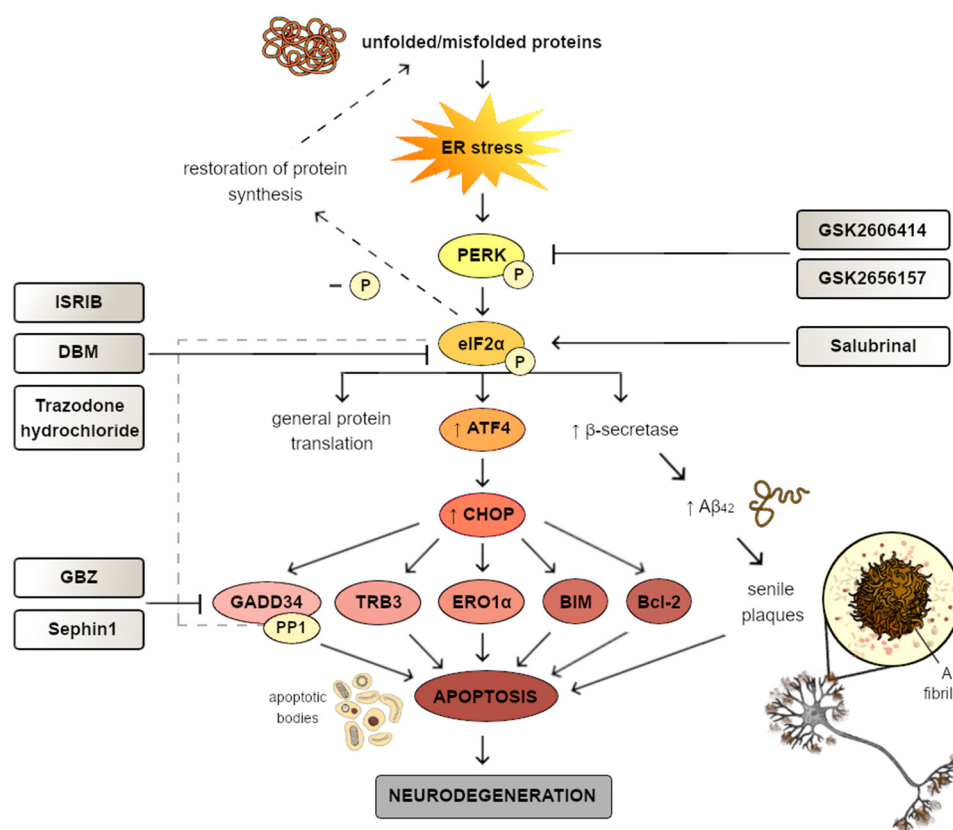 unfolded/misfolded proteins
ER stress
restoration of protein
synthesis
PERK
P
GSK2606414
GSK2656157
– P
ISRIB
DBM
Trazodone
hydrochloride
eIF2α
P
Salubrinal
general protein
translation
↑ ATF4
↑ β-secretase
↑ CHOP
↑ Aβ42
GBZ
Sephin1
GADD34
PP1
TRB3
ERO1α
BIM
Bcl-2
senile
plaques
A
fibril
apoptotic
bodies
APOPTOSIS
NEURODEGENERATION